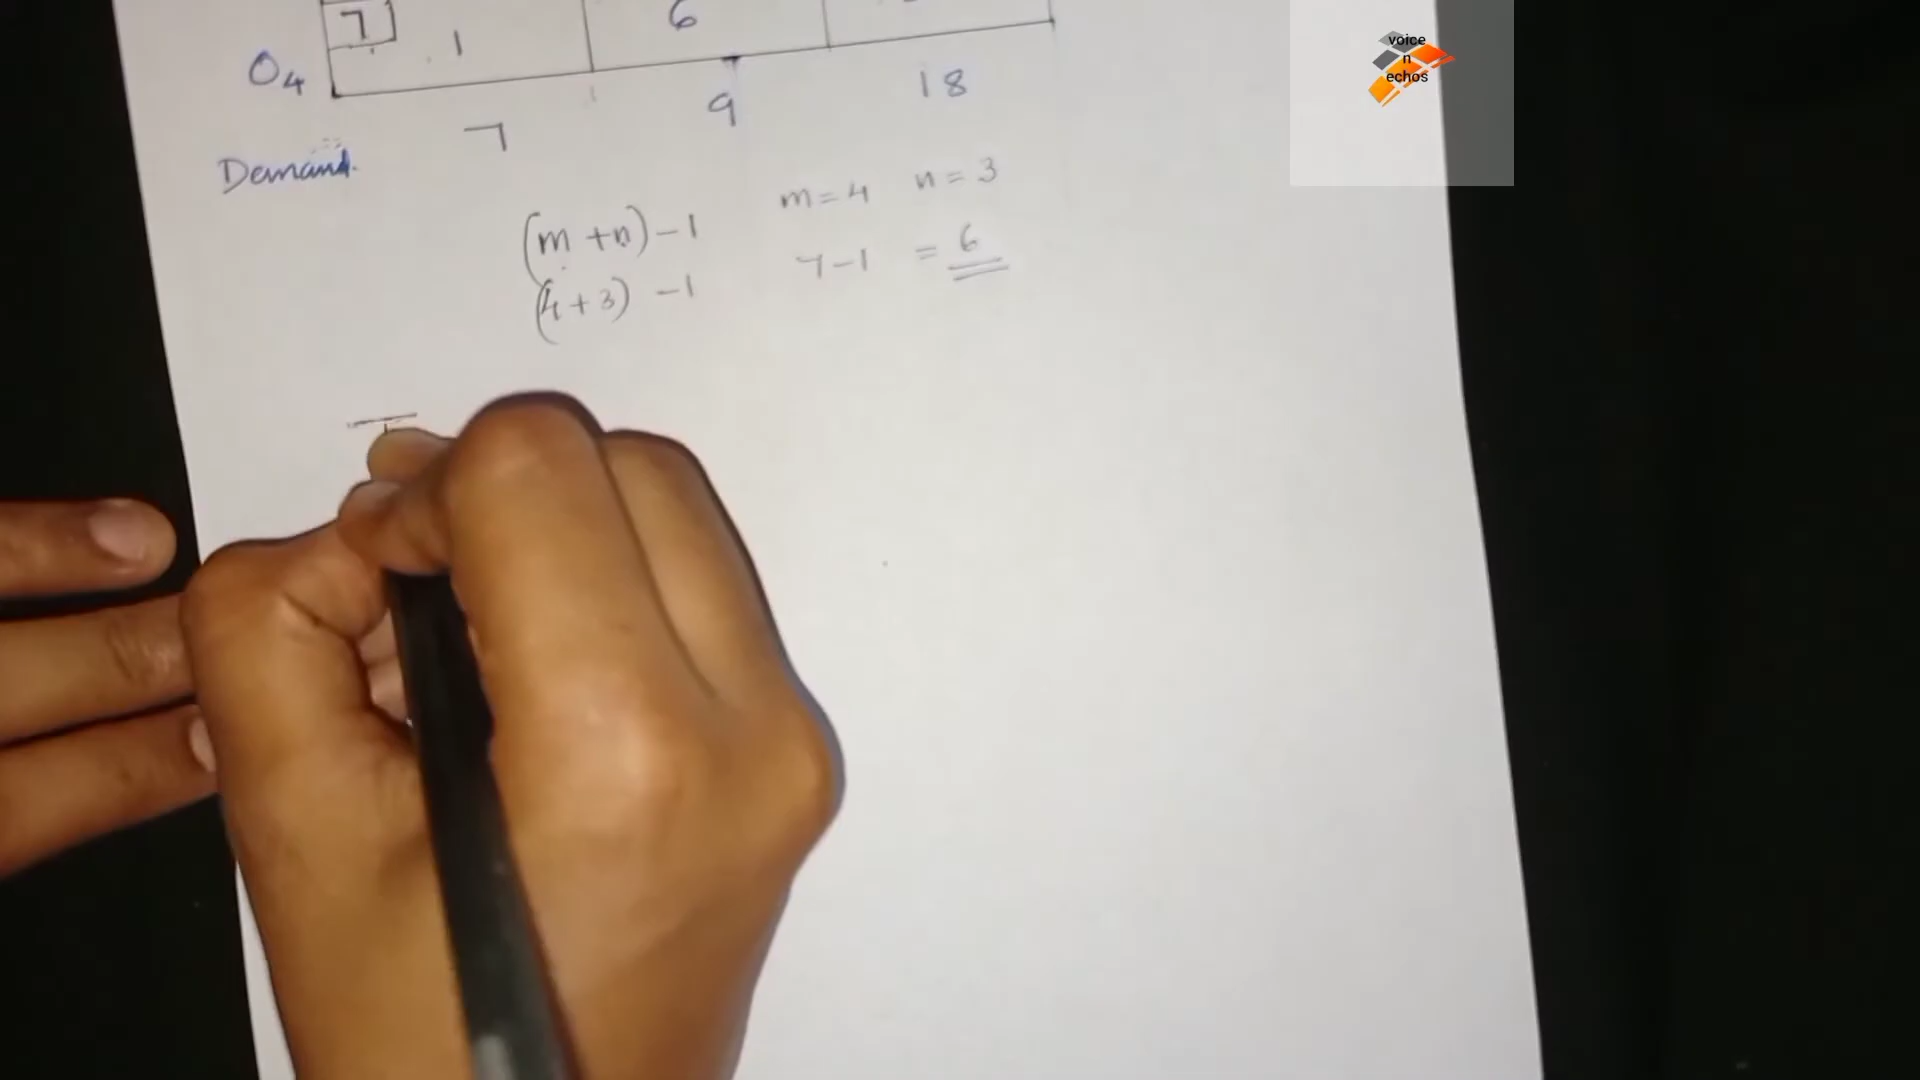 7 1 6
O4
7 9 18
Demand.
(m+n)-1 m=4 n=3
(4+3)-1 7-1 = 6
voice
n
echos